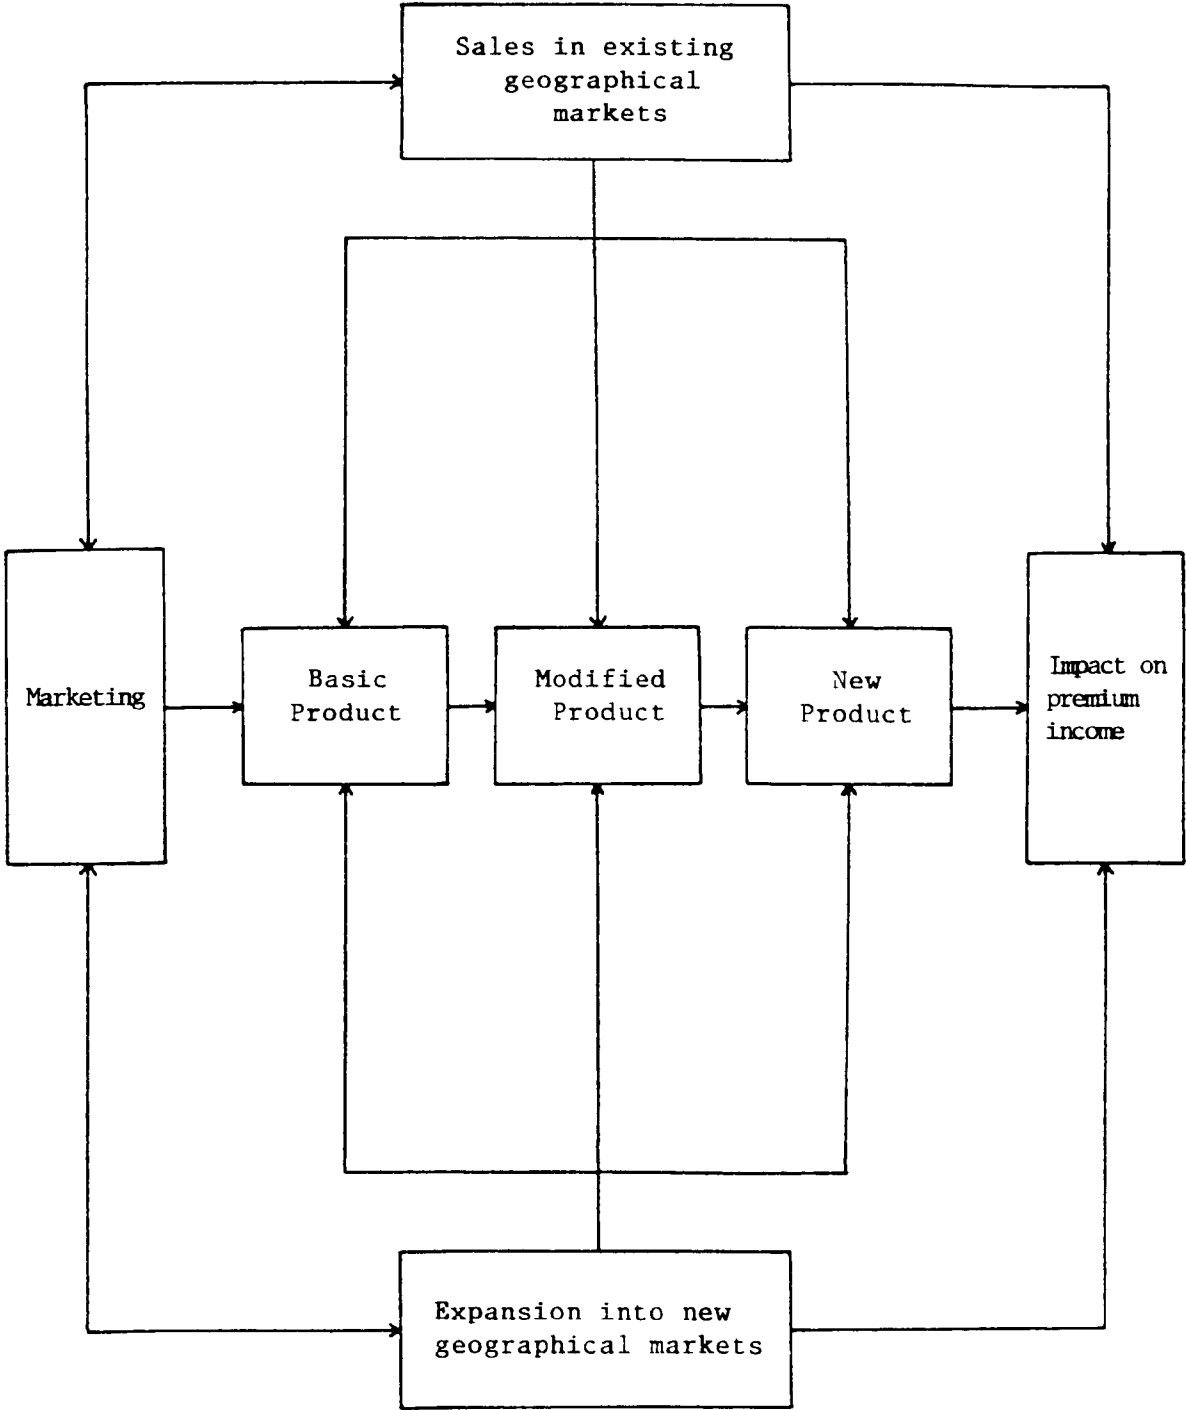 Sales in existing
geographical
markets
Marketing
Basic
Product
Modified
Product
New
Product
Impact on
premium
income
Expansion into new
geographical markets